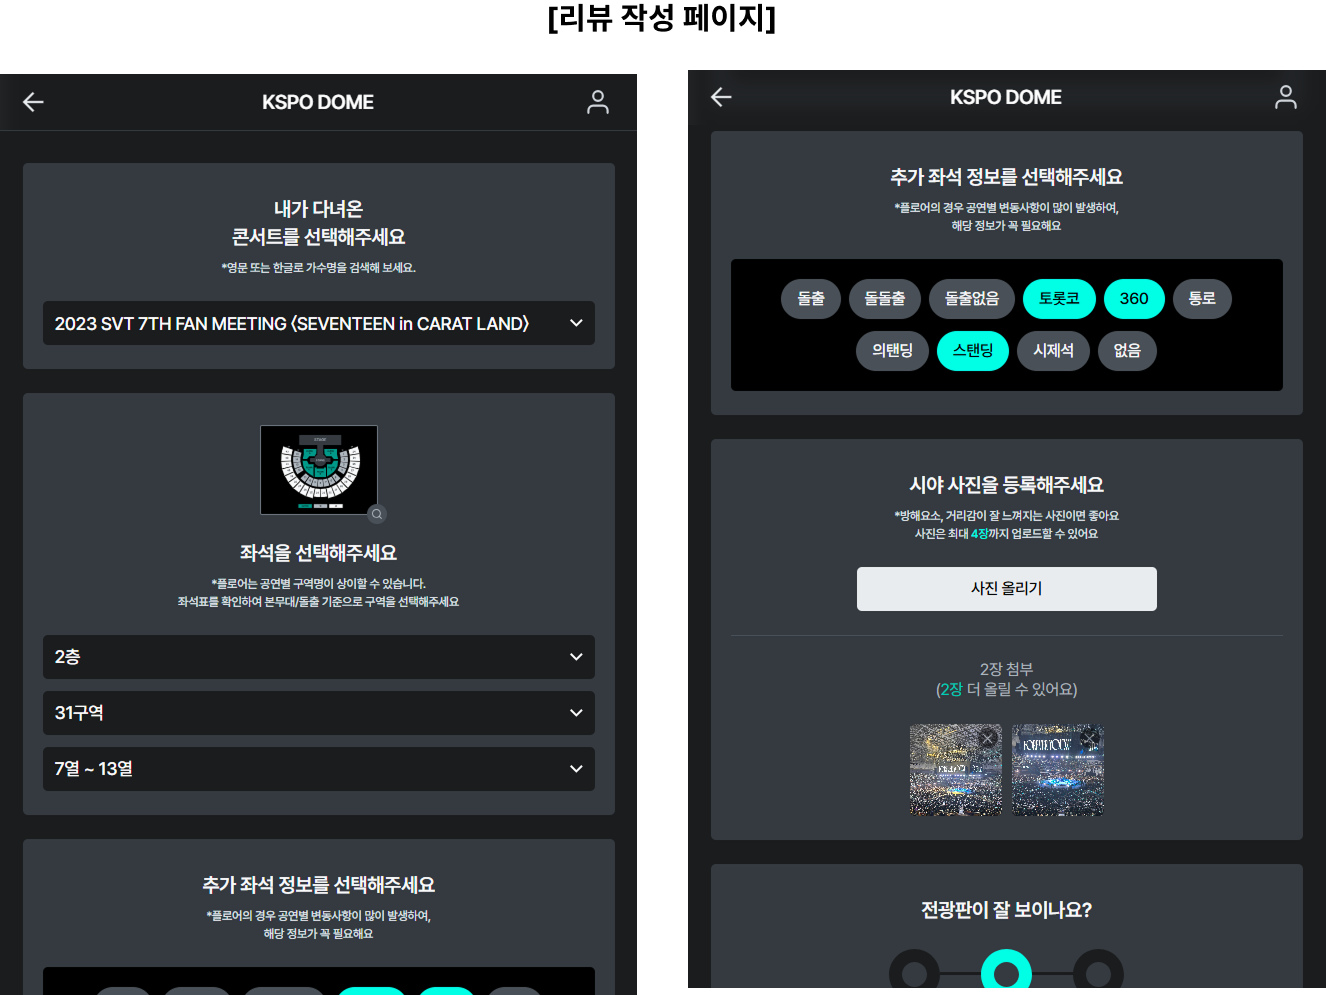 [리뷰 작성 페이지]
KSPO DOME
내가 다녀온
콘서트를 선택해주세요
*영문 또는 한글로 가수명을 검색해 보세요.
2023 SVT 7TH FAN MEETING 〈SEVENTEEN in CARAT LAND〉
좌석을 선택해주세요
*플로어는 공연별 구역명이 상이할 수 있습니다.
좌석표를 확인하여 본무대/돌출 기준으로 구역을 선택해주세요
2층
31구역
7열 ~ 13열
추가 좌석 정보를 선택해주세요
*플로어의 경우 공연별 변동사항이 많이 발생하여,
해당 정보가 꼭 필요해요
KSPO DOME
추가 좌석 정보를 선택해주세요
*플로어의 경우 공연별 변동사항이 많이 발생하여,
해당 정보가 꼭 필요해요
돌출 돌돌출 돌출없음 토롯코 360 통로
의탠딩 스탠딩 시제석 없음
시야 사진을 등록해주세요
*방해요소, 거리감이 잘 느껴지는 사진이면 좋아요
사진은 최대 4장까지 업로드할 수 있어요
사진 올리기
2장 첨부
(2장 더 올릴 수 있어요)
전광판이 잘 보이나요?